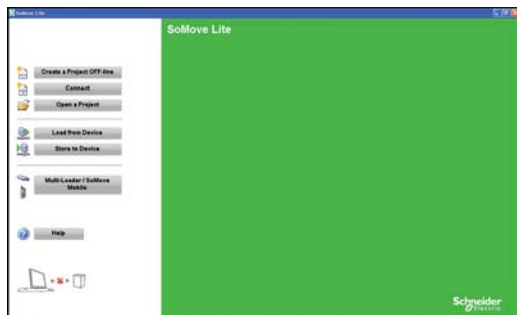 SoMove Lite
SoMove Lite
Create a Project OFF-line
Connect
Open a Project
Load from Device
Store to Device
Multi-Loader / SoMove
Mobile
Help
Schneider
Electric